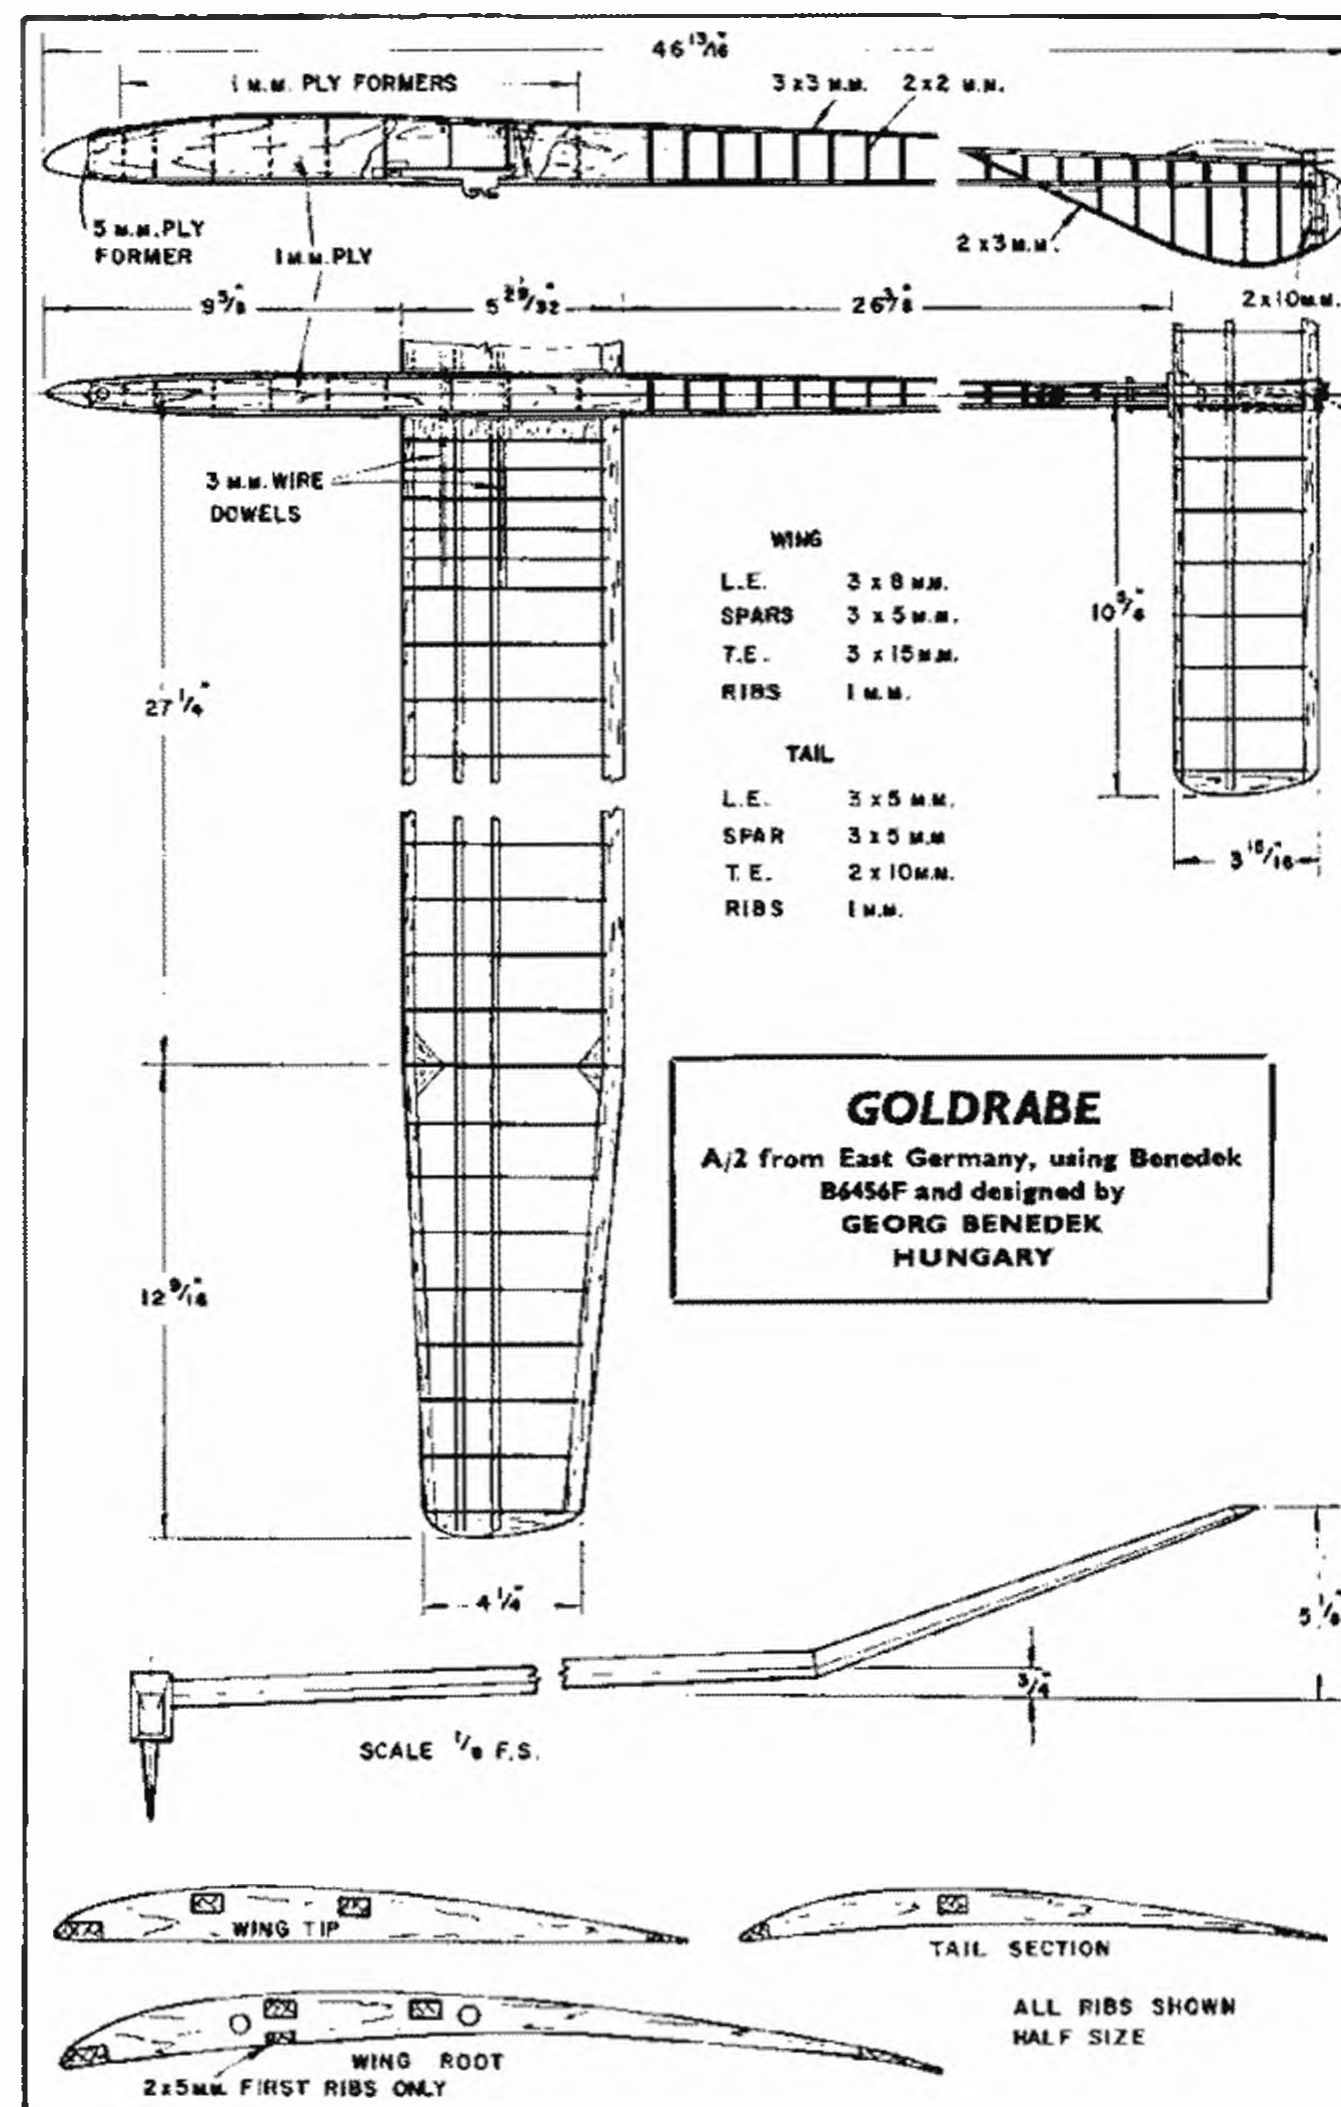 46 13/16"
1 M.M. PLY FORMERS
3 x 3 M.M.
2 x 2 M.M.
5 M.M. PLY
FORMER
1 M.M. PLY
2 x 3 M.M.
2 x 10 M.M.
5 29/32"
26 7/8"
3 M.M. WIRE
DOWELS
WING
L.E. 3 x 8 M.M.
SPARS 3 x 5 M.M.
T.E. 3 x 15 M.M.
RIBS 1 M.M.
27 1/4"
TAIL
L.E. 3 x 5 M.M.
SPAR 3 x 5 M.M
T.E. 2 x 10 M.M.
RIBS 1 M.M.
3 15/16"
GOLDRABE
A/2 from East Germany, using Benedek
B6456F and designed by
GEORG BENEDEK
HUNGARY
12 9/16"
4 1/4"
5 1/8"
3/4"
SCALE 1/8 F.S.
WING TIP
TAIL SECTION
WING ROOT
2 x 5 M.M. FIRST RIBS ONLY
ALL RIBS SHOWN
HALF SIZE